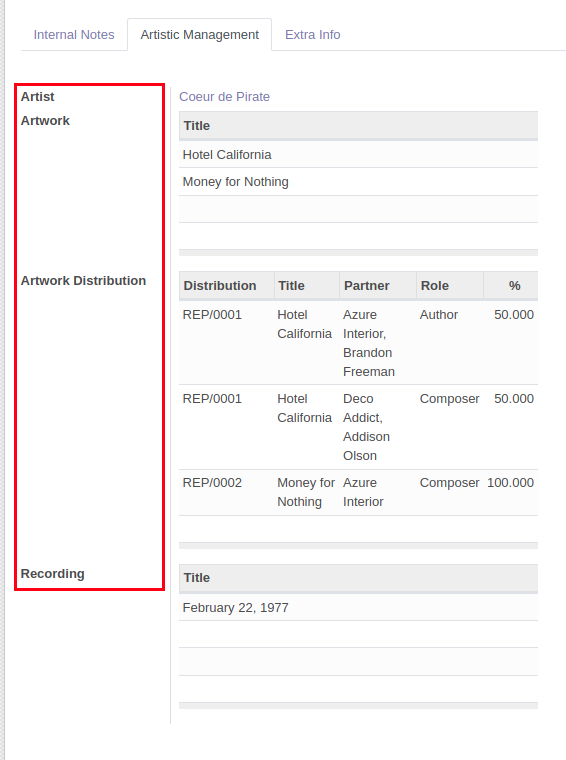 Internal Notes Artistic Management Extra Info
Artist Coeur de Pirate
Artwork Title
Hotel California
Money for Nothing
Artwork Distribution Distribution Title Partner Role %
REP/0001 Hotel Azure Author 50.000
California Interior,
Brandon
Freeman
REP/0001 Hotel Deco Composer 50.000
California Addict,
Addison
Olson
REP/0002 Money for Azure Composer 100.000
Nothing Interior
Recording Title
February 22, 1977